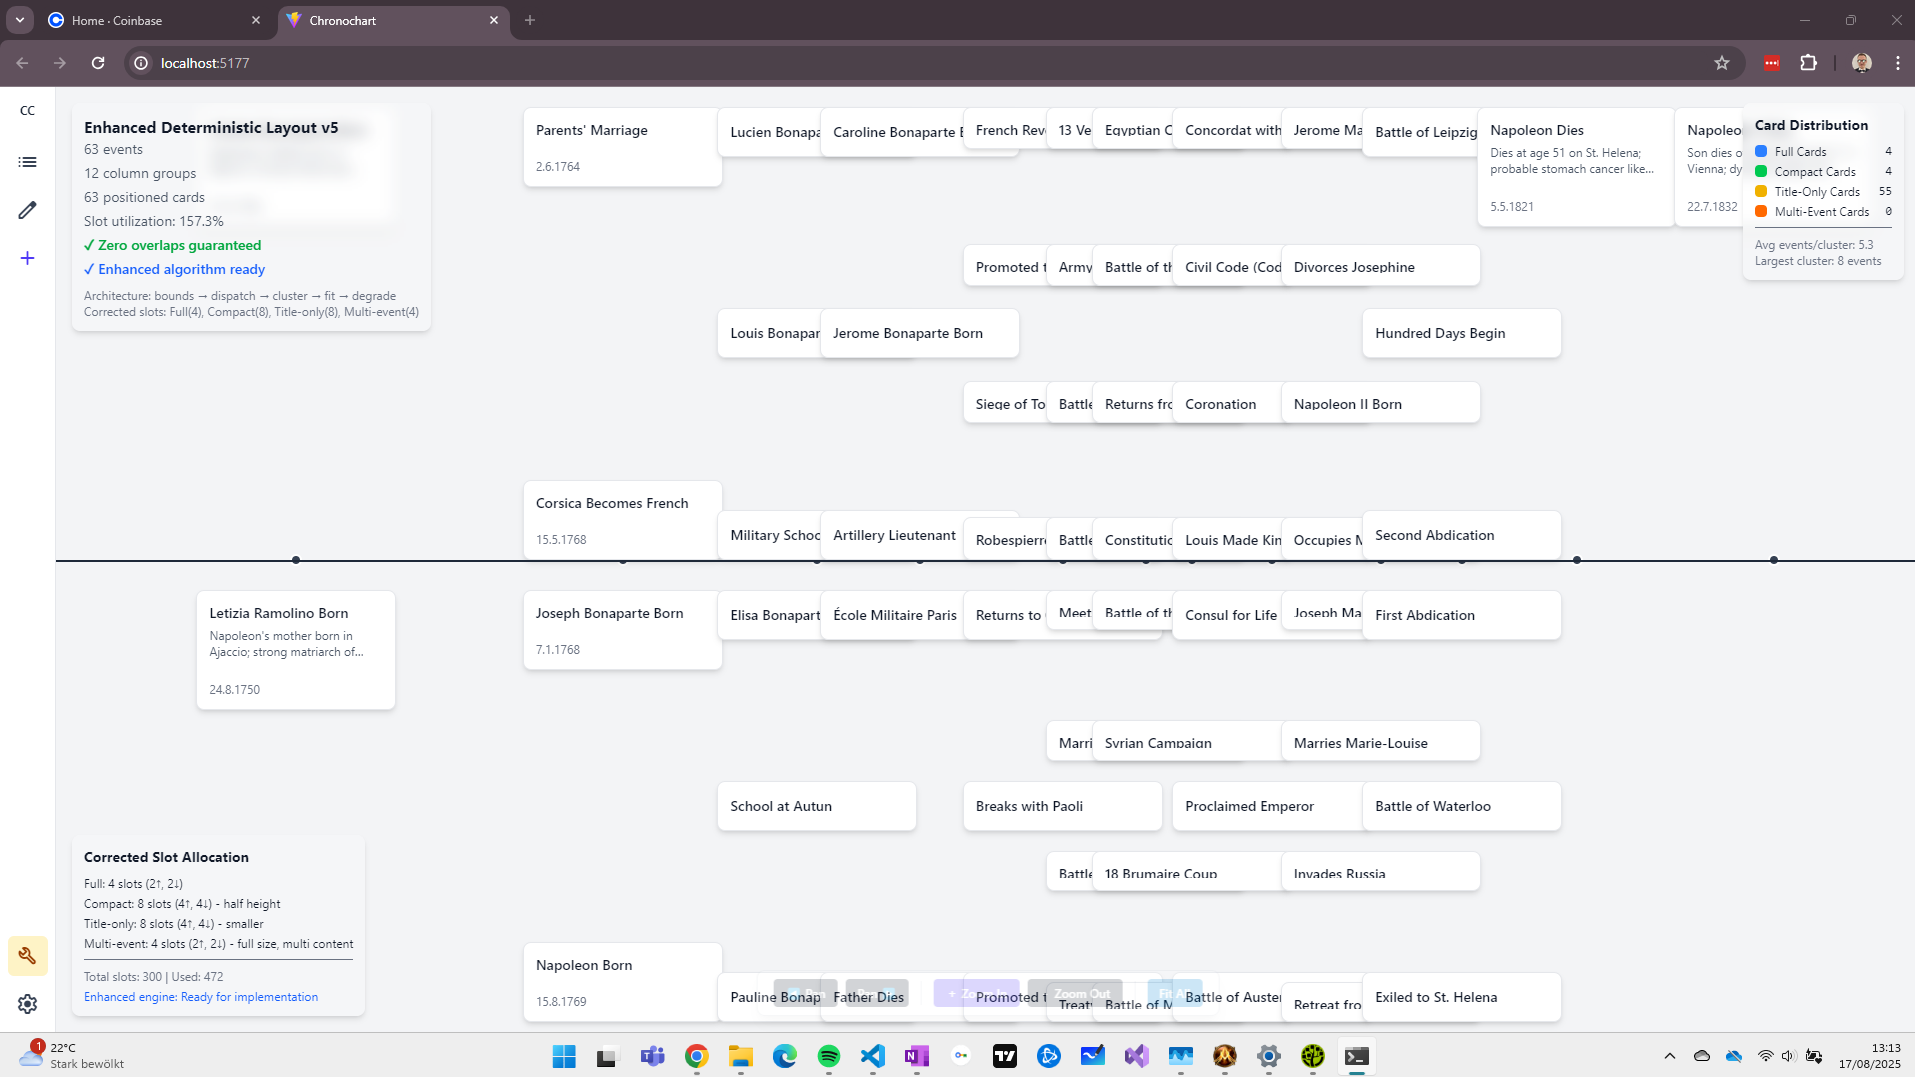 Home · Coinbase
Chronochart
localhost:5177
CC
Enhanced Deterministic Layout v5
63 events
12 column groups
63 positioned cards
Slot utilization: 157.3%
✓ Zero overlaps guaranteed
✓ Enhanced algorithm ready
Architecture: bounds → dispatch → cluster → fit → degrade
Corrected slots: Full(4), Compact(8), Title-only(8), Multi-event(4)
Parents' Marriage
2.6.1764
Lucien Bonapa
Caroline Bonaparte
French Rev
13 Ve
Egyptian C
Concordat with
Jerome Ma
Battle of Leipzig
Napoleon Dies
Dies at age 51 on St. Helena;
probable stomach cancer like...
5.5.1821
Napoleo
Son dies o
Vienna; dy
22.7.1832
Card Distribution
Full Cards 4
Compact Cards 4
Title-Only Cards 55
Multi-Event Cards 0
Avg events/cluster: 5.3
Largest cluster: 8 events
Promoted t
Army
Battle of th
Civil Code (Cod
Divorces Josephine
Louis Bonapar
Jerome Bonaparte Born
Hundred Days Begin
Siege of To
Battle
Returns fro
Coronation
Napoleon II Born
Corsica Becomes French
15.5.1768
Military Schoo
Artillery Lieutenant
Robespierre
Battle
Constitutio
Louis Made Kin
Occupies M
Second Abdication
Letizia Ramolino Born
Napoleon's mother born in
Ajaccio; strong matriarch of...
24.8.1750
Joseph Bonaparte Born
7.1.1768
Elisa Bonapart
École Militaire Paris
Returns to
Meet
Battle of th
Consul for Life
Joseph Ma
First Abdication
Marri
Syrian Campaign
Marries Marie-Louise
School at Autun
Breaks with Paoli
Proclaimed Emperor
Battle of Waterloo
Battle
18 Brumaire Coup
Invades Russia
Corrected Slot Allocation
Full: 4 slots (2↑, 2↓)
Compact: 8 slots (4↑, 4↓) - half height
Title-only: 8 slots (4↑, 4↓) - smaller
Multi-event: 4 slots (2↑, 2↓) - full size, multi content
Total slots: 300 | Used: 472
Enhanced engine: Ready for implementation
Napoleon Born
15.8.1769
Pauline Bonap
Father Dies
Promoted t
Treat
Battle of M
Battle of Auster
Retreat fro
Exiled to St. Helena
+ Zoom In
Zoom Out
1
22°C
Stark bewölkt
13:13
17/08/2025